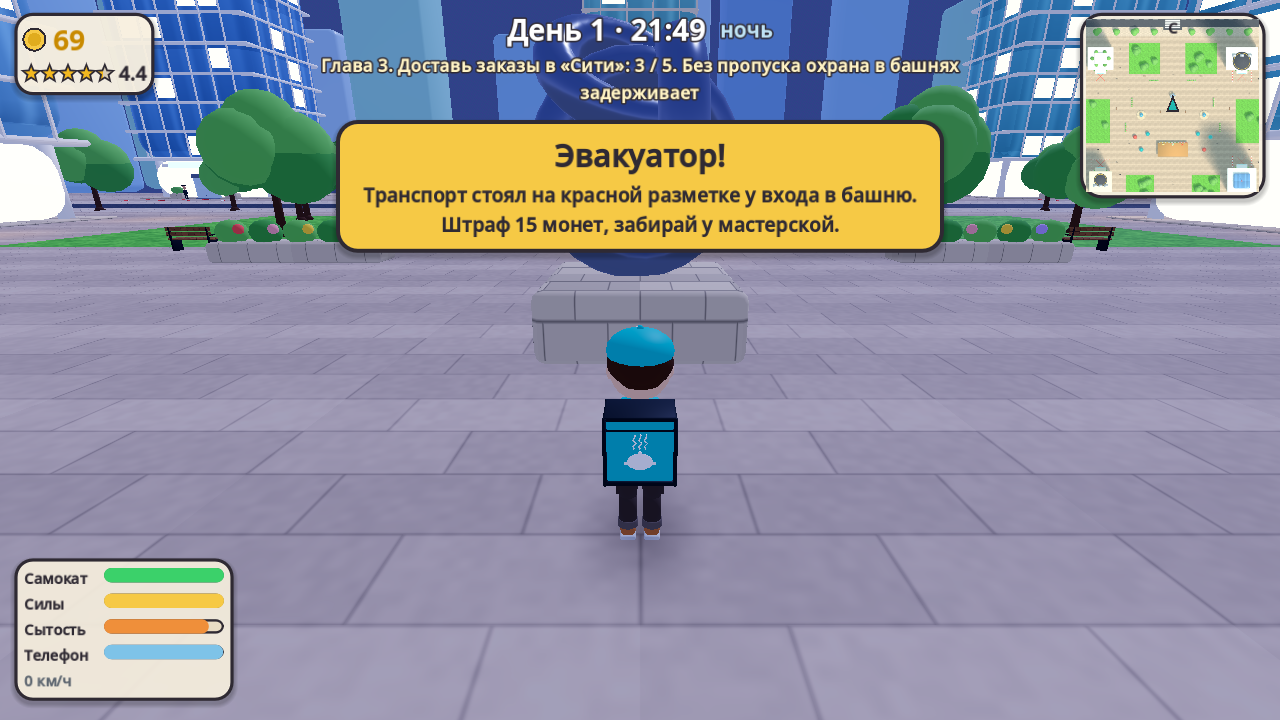 69
4.4
День 1 · 21:49 ночь
Глава 3. Доставь заказы в «Сити»: 3 / 5. Без пропуска охрана в башнях
задерживает
С
Эвакуатор!
Транспорт стоял на красной разметке у входа в башню.
Штраф 15 монет, забирай у мастерской.
Самокат
Силы
Сытость
Телефон
0 км/ч